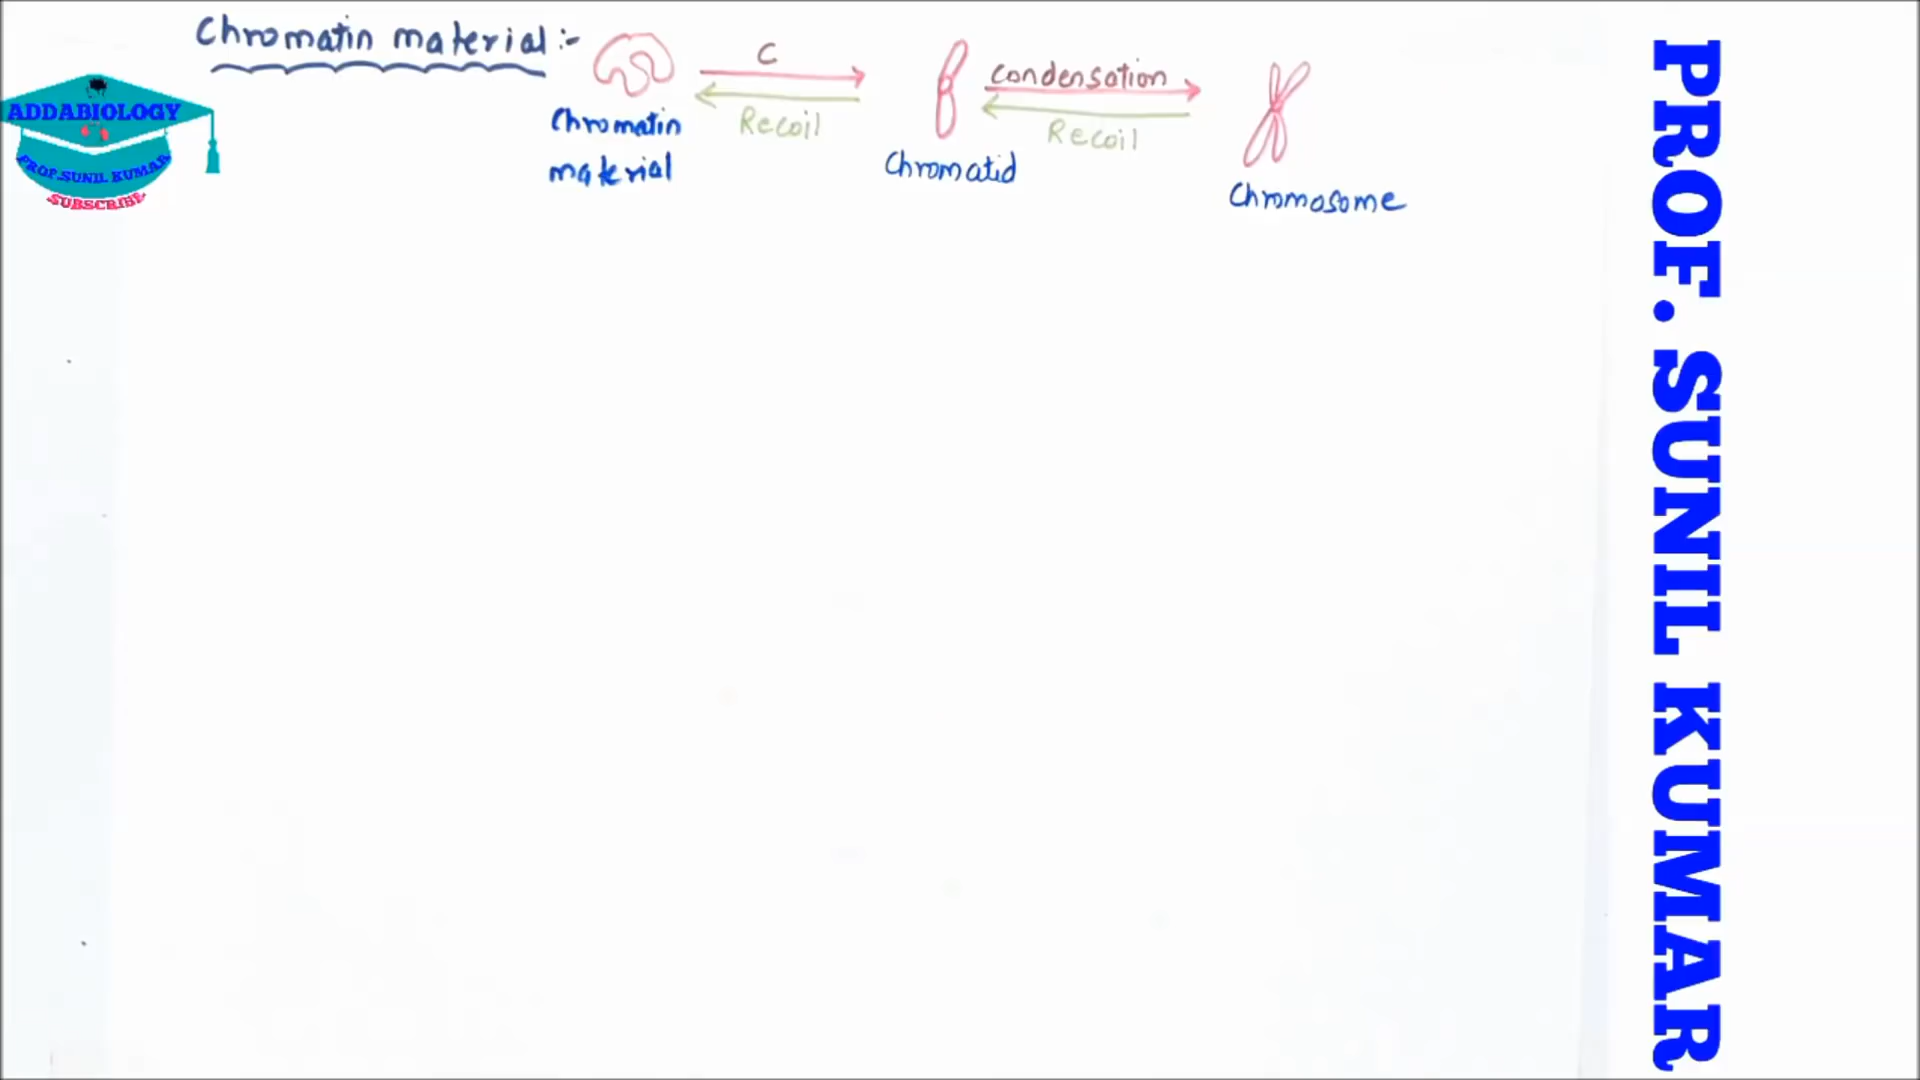 Chromatin material :-
C
Recoil
Chromatin
material
Condensation
Recoil
Chromatid
Chromosome
ADDABIOLOGY
PROF.SUNIL KUMAR
SUBSCRIBE
PROF. SUNIL KUMAR